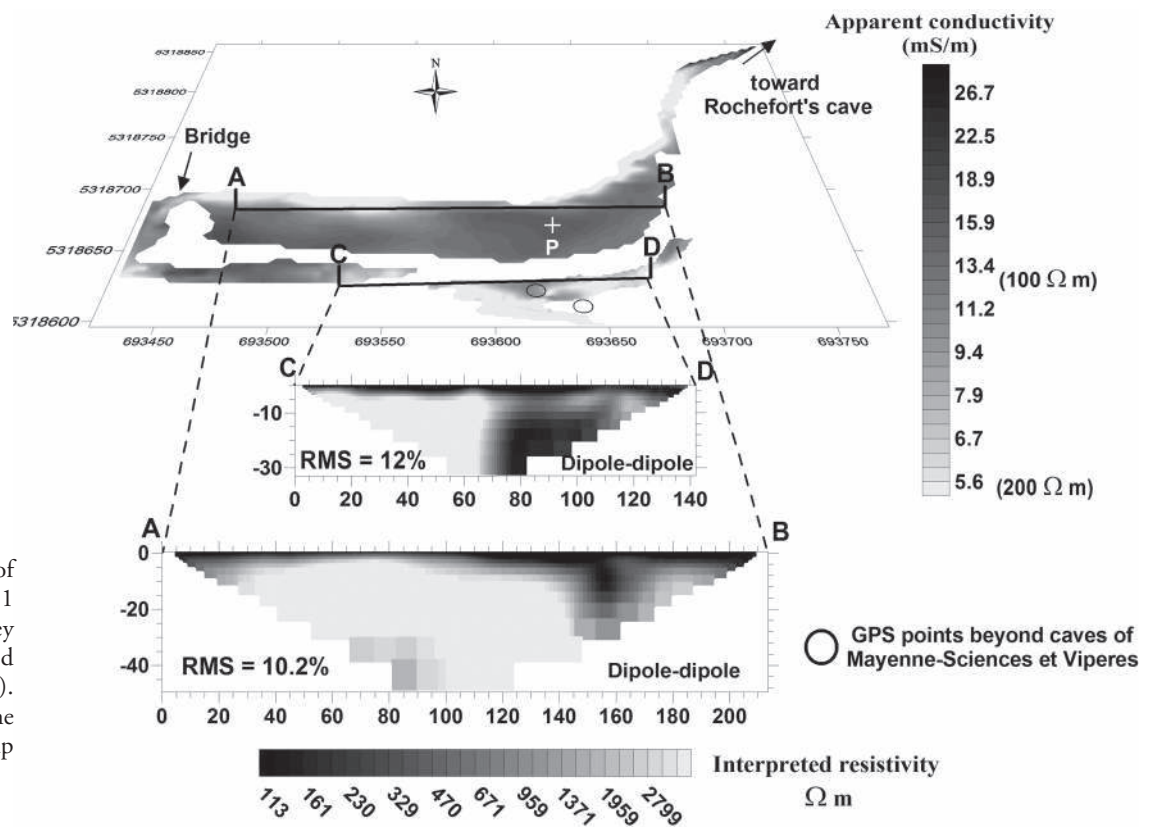 Apparent conductivity
(mS/m)
26.7
22.5
18.9
15.9
13.4 (100 Ω m)
11.2
9.4
7.9
6.7
5.6 (200 Ω m)
5318850
5318800
5318750
5318700
5318650
5318600
N
toward
Rochefort's cave
Bridge
A
B
P
C
D
693450 693500 693550 693600 693650 693700 693750
C
D
-10
-30
RMS = 12%
Dipole-dipole
0 20 40 60 80 100 120 140
A
B
0
-20
-40
RMS = 10.2%
Dipole-dipole
0 20 40 60 80 100 120 140 160 180 200
GPS points beyond caves of
Mayenne-Sciences et Viperes
Interpreted resistivity
Ω m
113 161 230 329 470 671 959 1371 1959 2799
of
1
ey
d
).
ne
ip